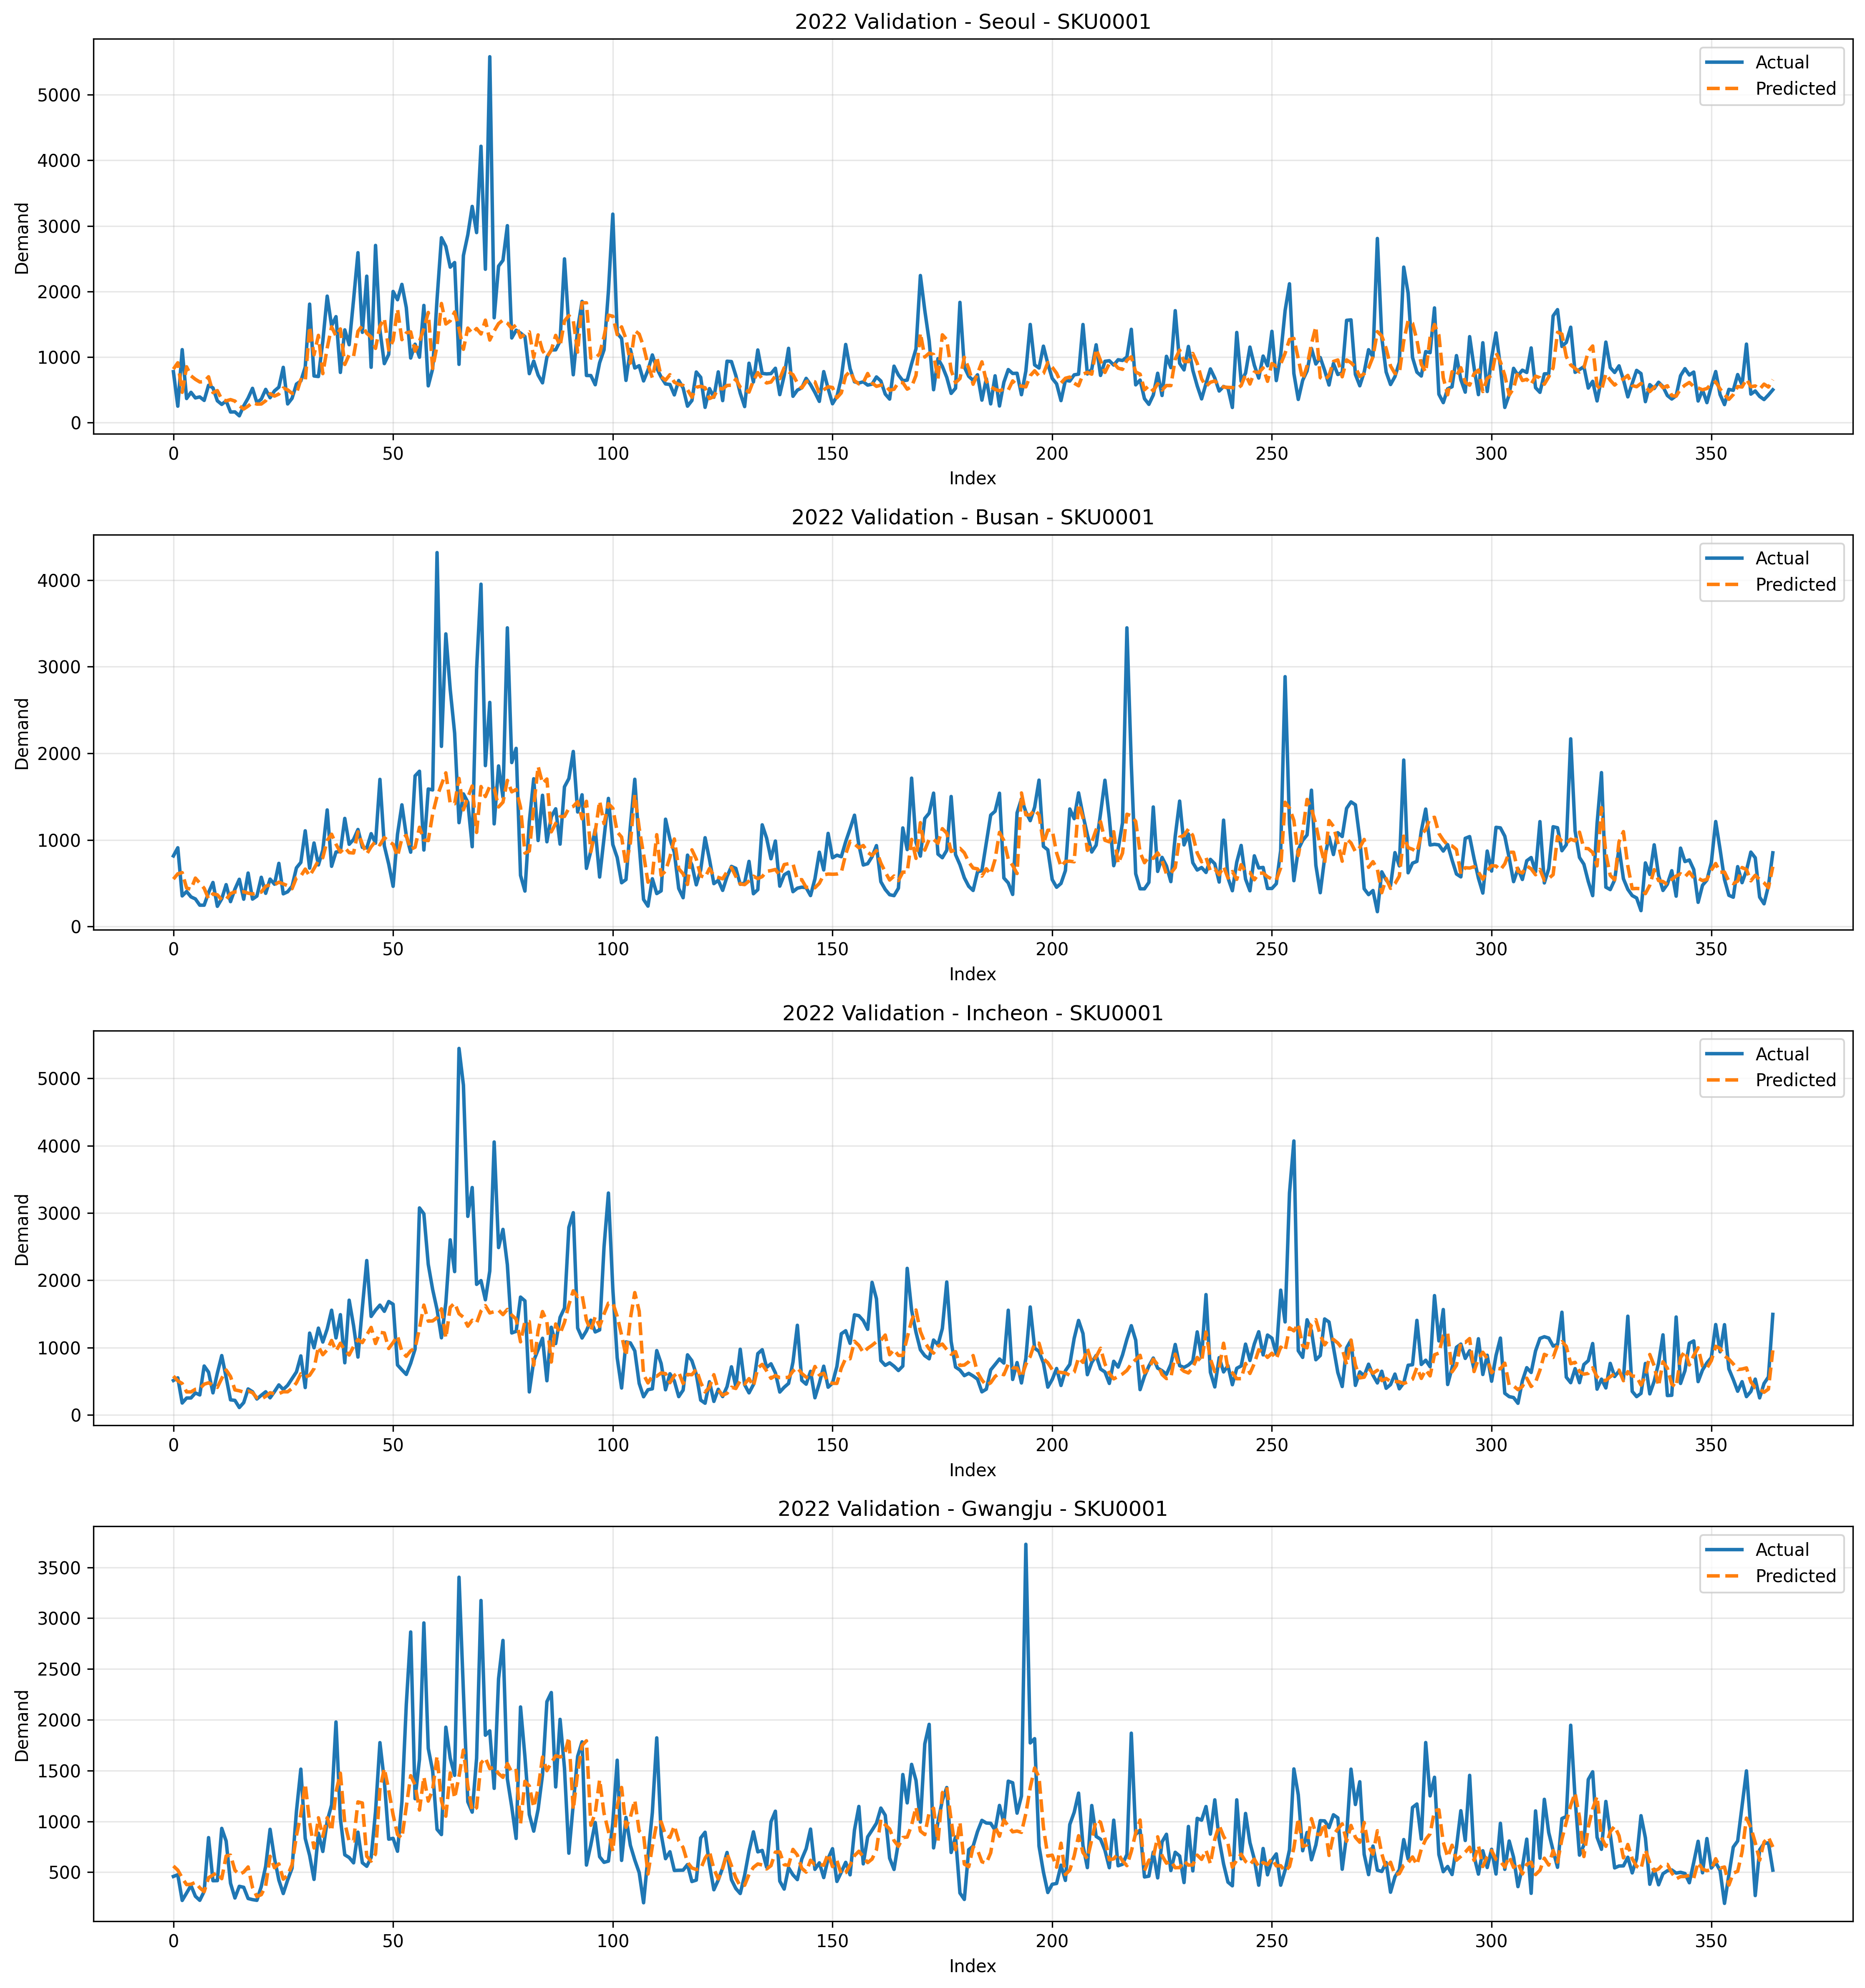 2022 Validation - Seoul - SKU0001
Actual
Predicted
5000
4000
3000
2000
1000
0
Demand
0 50 100 150 200 250 300 350
Index
2022 Validation - Busan - SKU0001
Actual
Predicted
4000
3000
2000
1000
0
Demand
0 50 100 150 200 250 300 350
Index
2022 Validation - Incheon - SKU0001
Actual
Predicted
5000
4000
3000
2000
1000
0
Demand
0 50 100 150 200 250 300 350
Index
2022 Validation - Gwangju - SKU0001
Actual
Predicted
3500
3000
2500
2000
1500
1000
500
Demand
0 50 100 150 200 250 300 350
Index